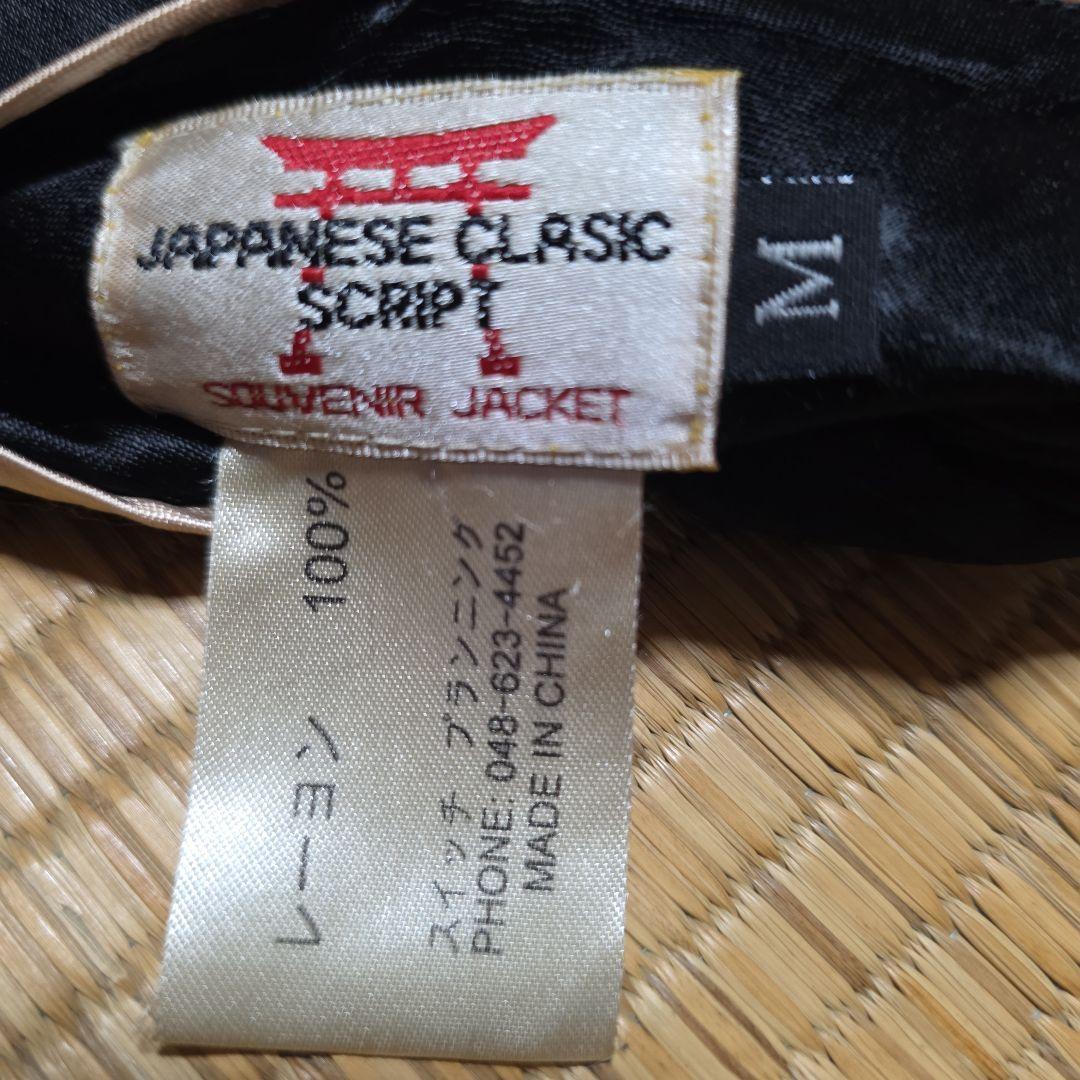 JAPANESE CLASIC
SCRIPT
SOUVENIR JACKET
M
レーヨン 100%
スイッチ プランニング
PHONE: 048-623-4452
MADE IN CHINA